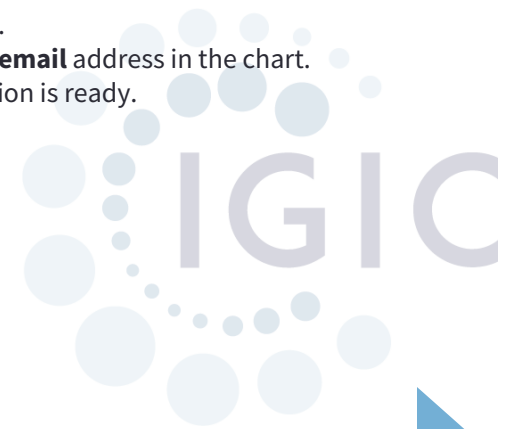 .
email address in the chart.
ion is ready.
IGIC